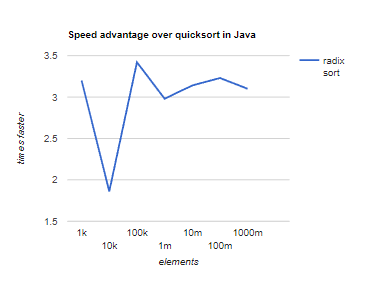 Speed advantage over quicksort in Java
3.5
3
2.5
2
1.5
times faster
1k
10k
100k
1m
10m
100m
1000m
elements
radix
sort